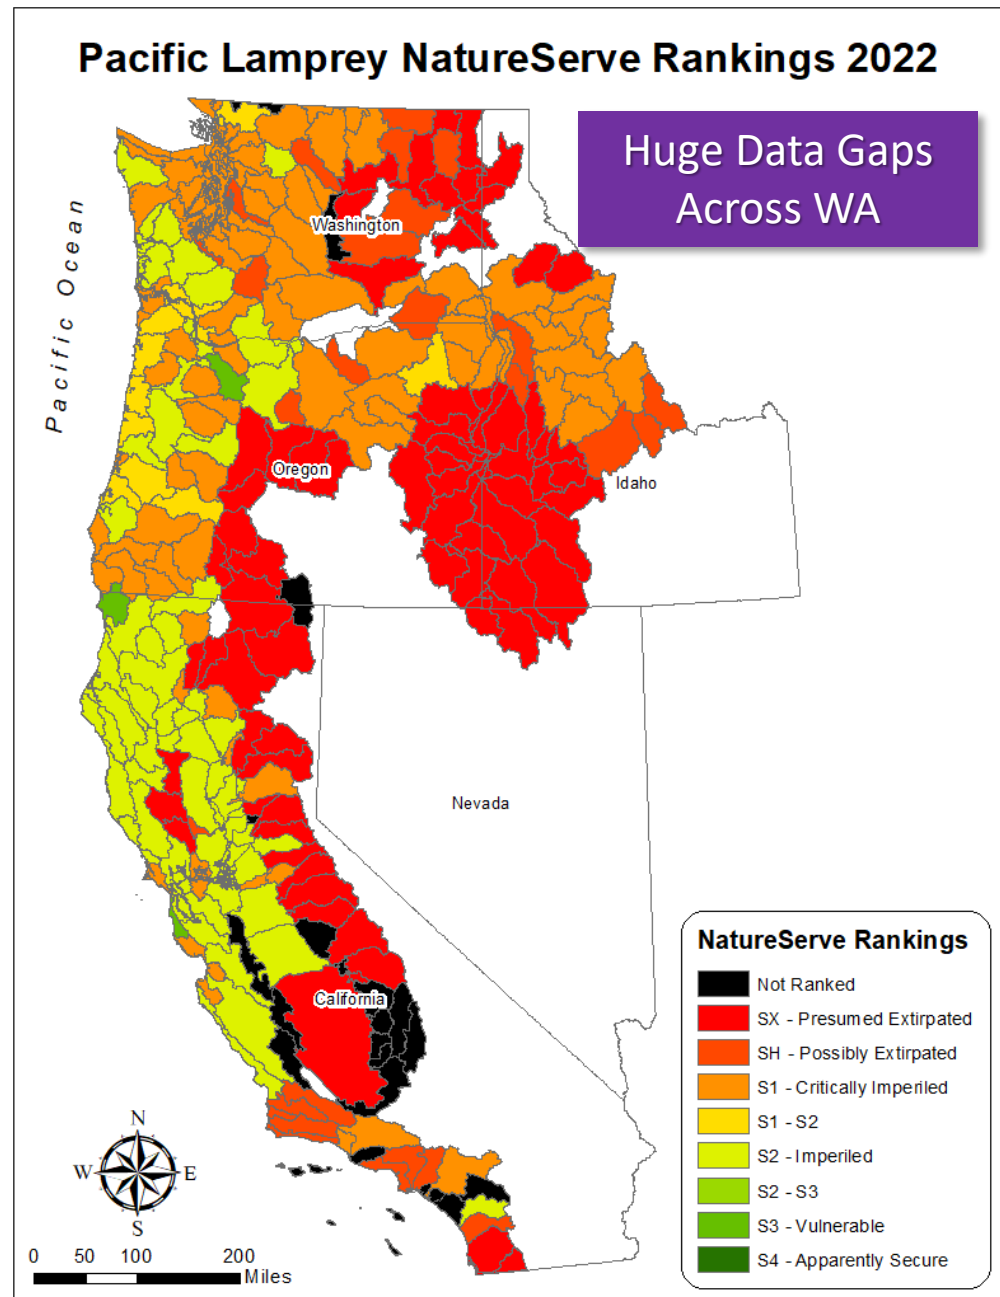 Pacific Lamprey NatureServe Rankings 2022
Huge Data Gaps
Across WA
Washington
Pacific Ocean
Oregon
Idaho
Nevada
California
NatureServe Rankings
Not Ranked
SX - Presumed Extirpated
SH - Possibly Extirpated
S1 - Critically Imperiled
S1 - S2
S2 - Imperiled
S2 - S3
S3 - Vulnerable
S4 - Apparently Secure
N
W E
S
0 50 100 200
Miles